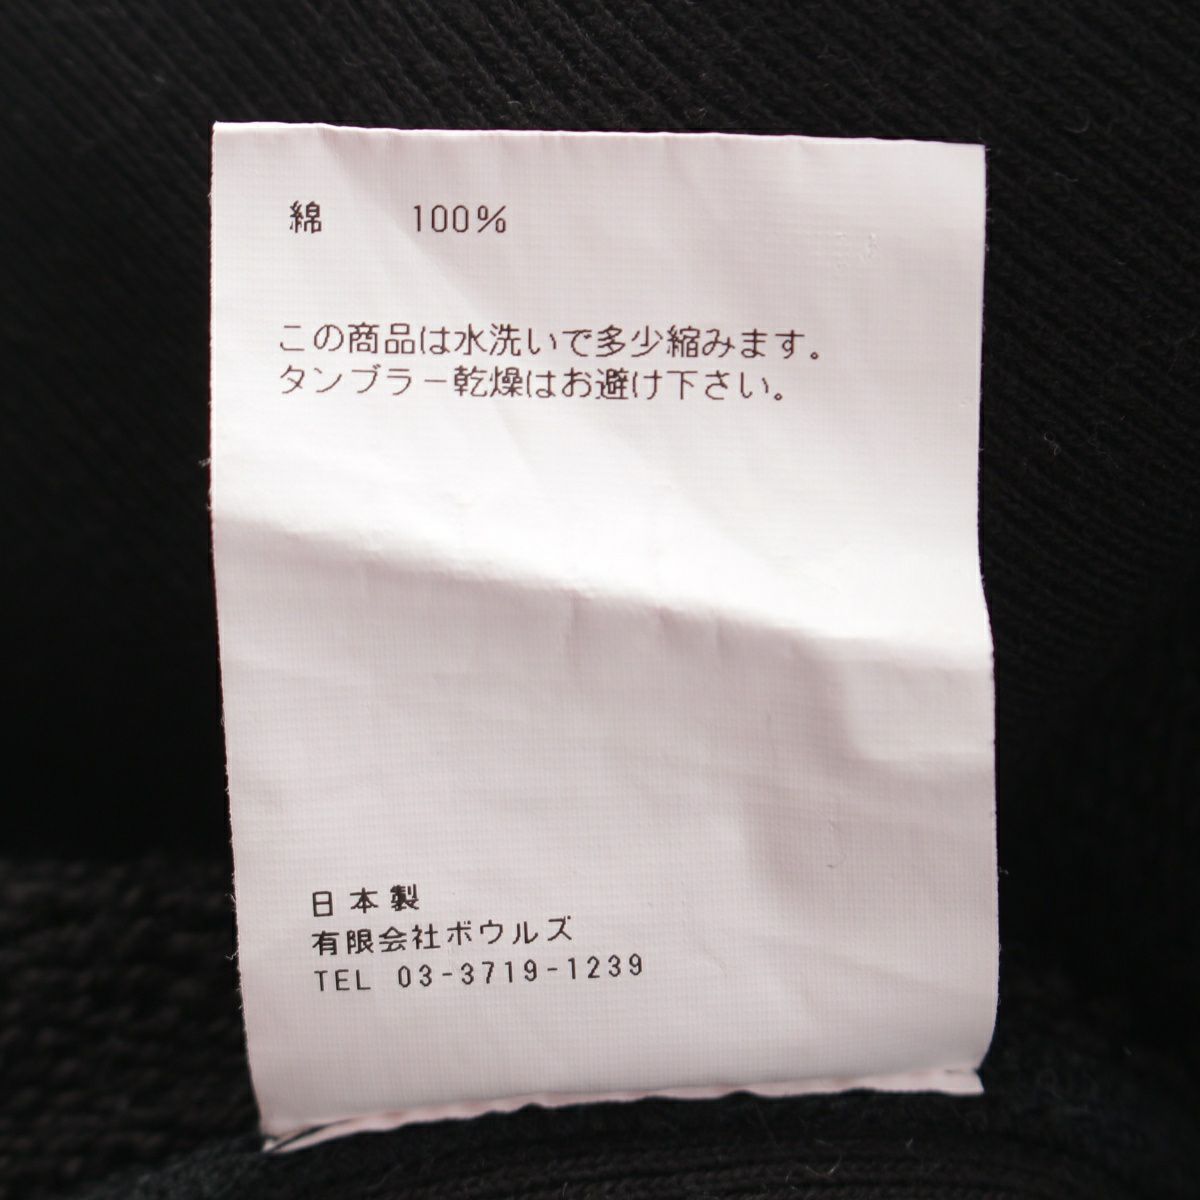 綿 100%
この商品は水洗いで多少縮みます。
タンブラー乾燥はお避け下さい。
日本製
有限会社ボウルズ
TEL 03-3719-1239